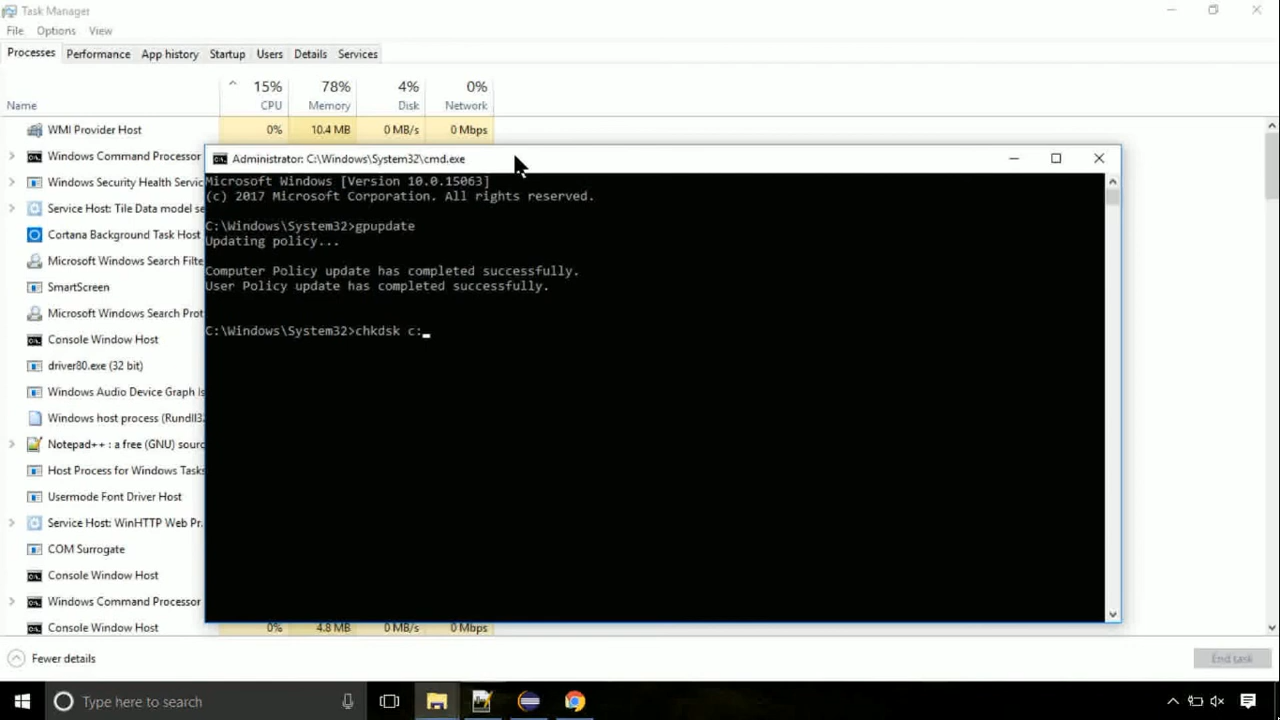 Task Manager
File Options View
Processes Performance App history Startup Users Details Services
15% 78% 4% 0%
Name CPU Memory Disk Network
WMI Provider Host 0% 10.4 MB 0 MB/s 0 Mbps
Windows Command Processor
Windows Security Health Servic
Service Host: Tile Data model se
Cortana Background Task Host
Microsoft Windows Search Filte
SmartScreen
Microsoft Windows Search Prot
Console Window Host
driver80.exe (32 bit)
Windows Audio Device Graph Is
Windows host process (Rundll32
Notepad++ : a free (GNU) sourc
Host Process for Windows Tasks
Usermode Font Driver Host
Service Host: WinHTTP Web Pr...
COM Surrogate
Console Window Host
Windows Command Processor
Console Window Host 0% 4.8 MB 0 MB/s 0 Mbps
Administrator: C:\Windows\System32\cmd.exe
Microsoft Windows [Version 10.0.15063]
(c) 2017 Microsoft Corporation. All rights reserved.
C:\Windows\System32>gpupdate
Updating policy...
Computer Policy update has completed successfully.
User Policy update has completed successfully.
C:\Windows\System32>chkdsk c:
Fewer details
End task
Type here to search